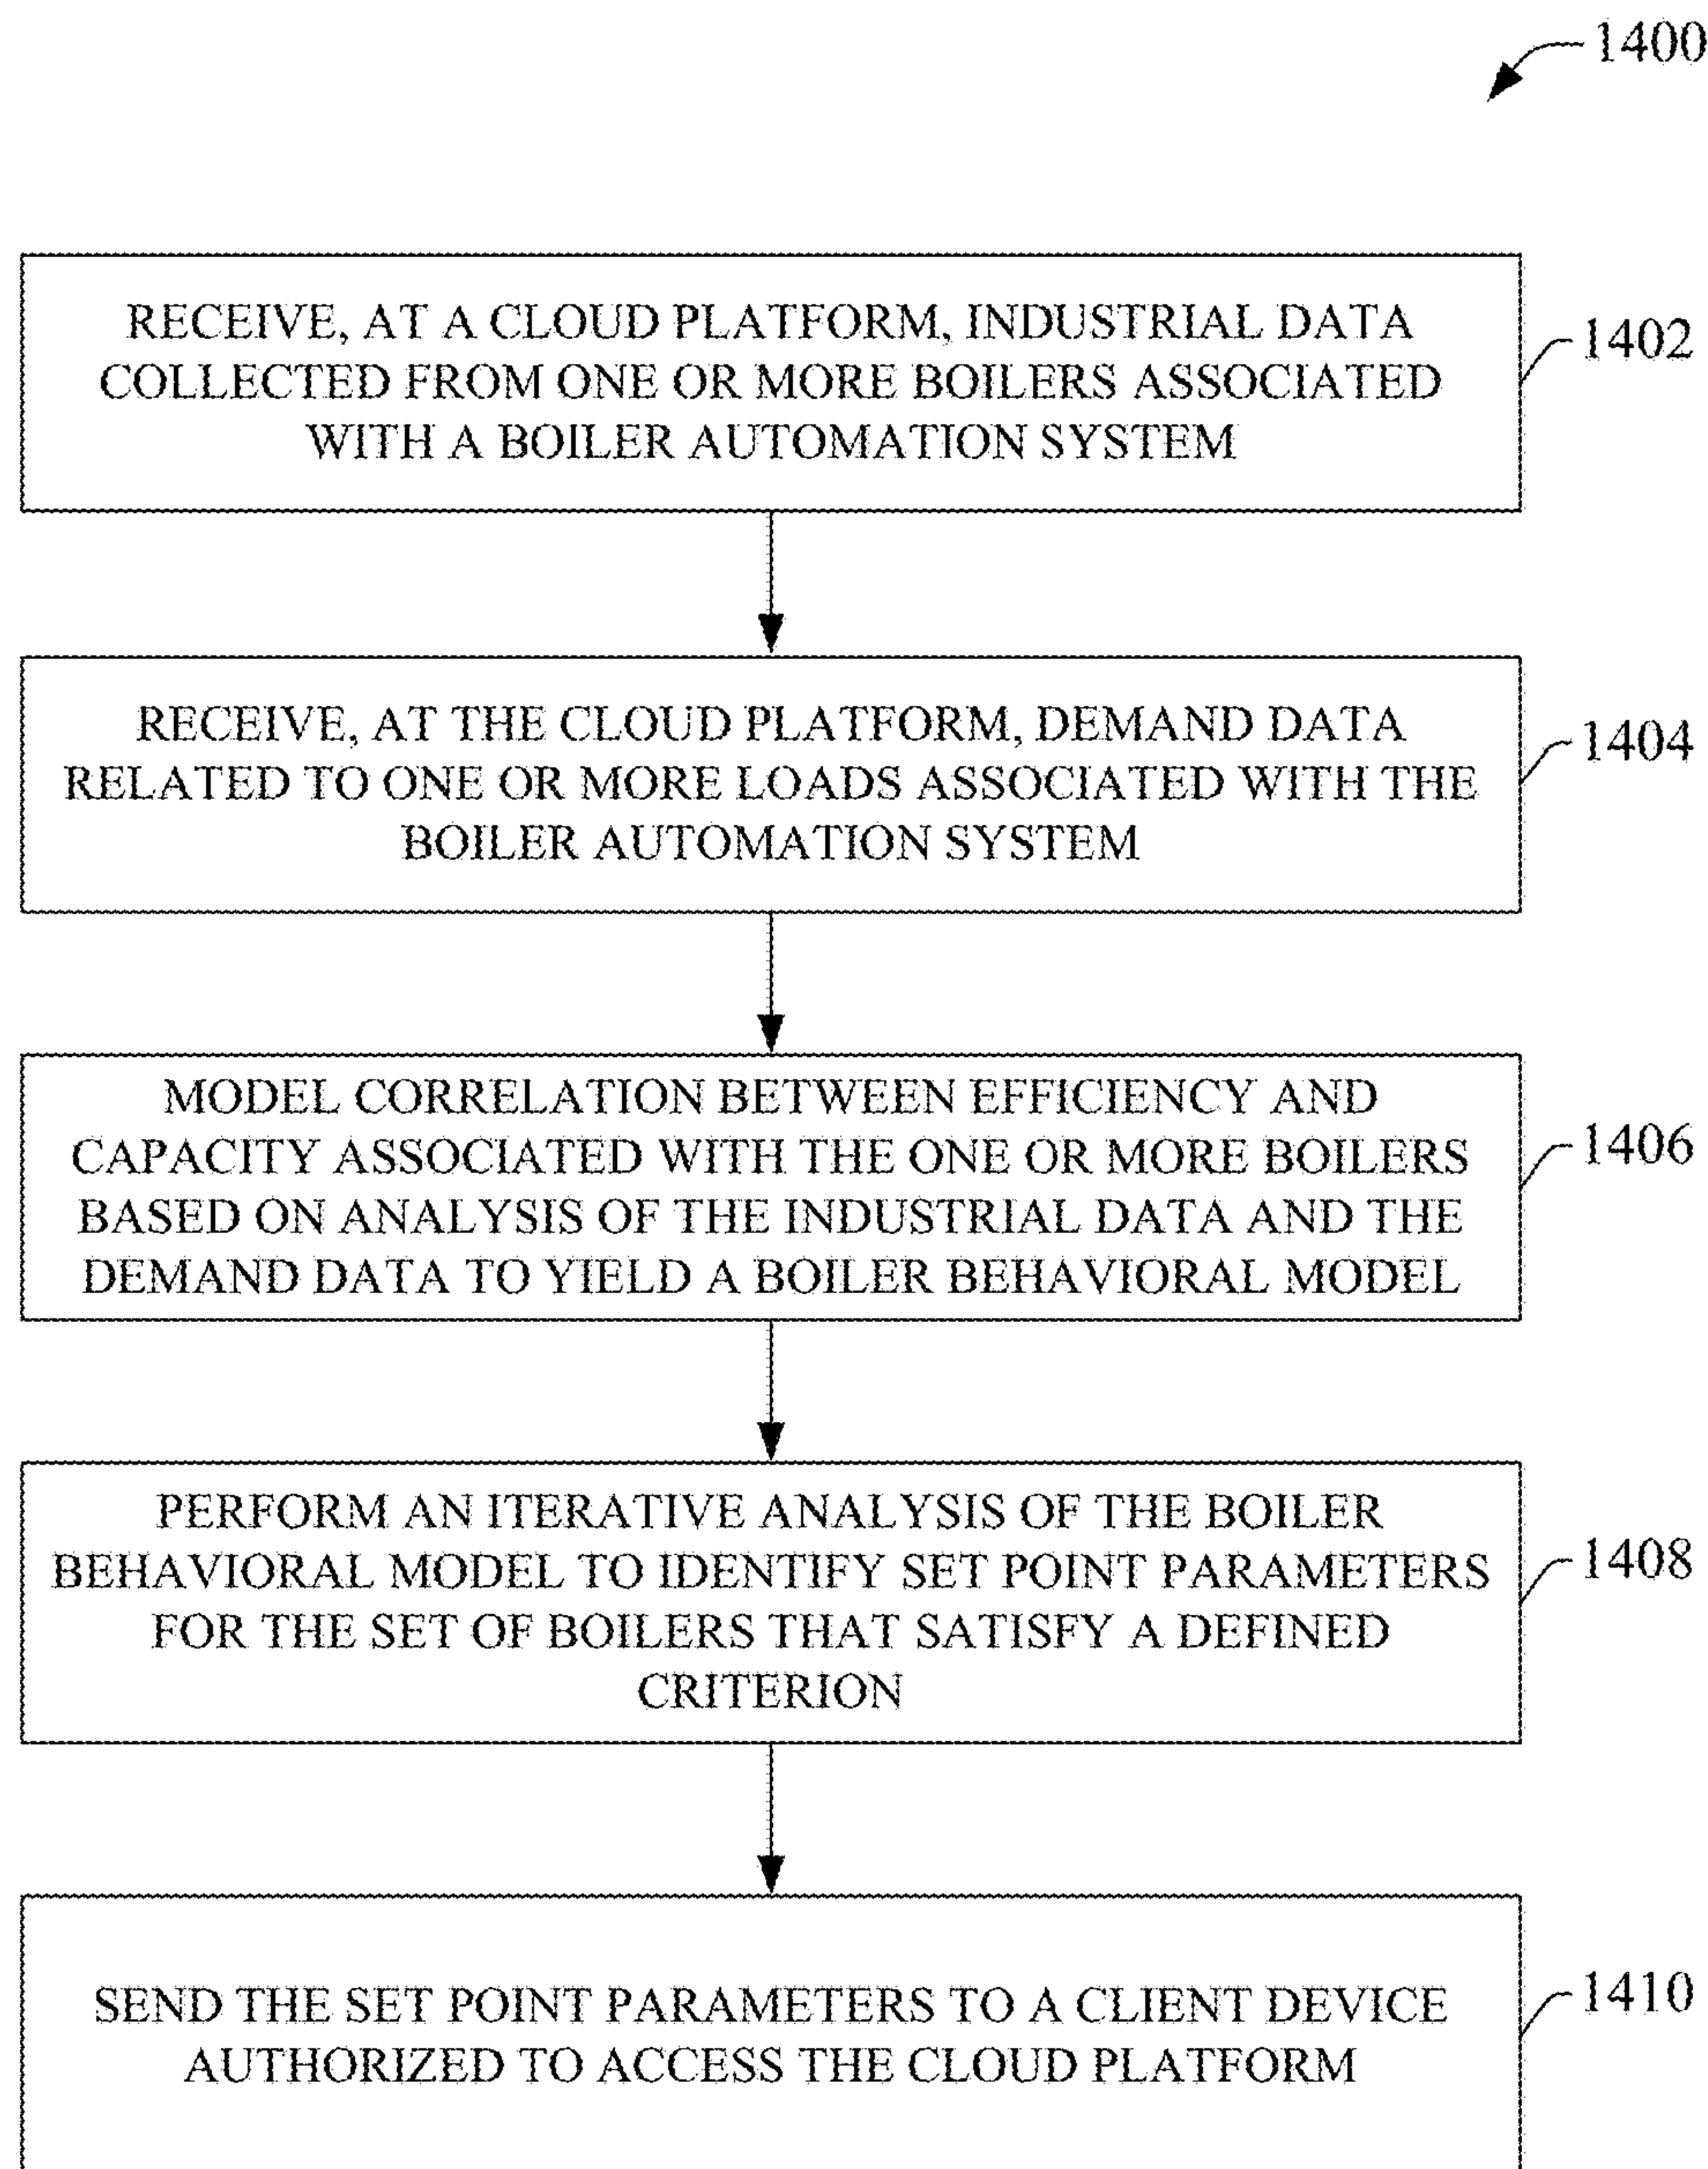 1400
RECEIVE, AT A CLOUD PLATFORM, INDUSTRIAL DATA
COLLECTED FROM ONE OR MORE BOILERS ASSOCIATED
WITH A BOILER AUTOMATION SYSTEM
1402
RECEIVE, AT THE CLOUD PLATFORM, DEMAND DATA
RELATED TO ONE OR MORE LOADS ASSOCIATED WITH THE
BOILER AUTOMATION SYSTEM
1404
MODEL CORRELATION BETWEEN EFFICIENCY AND
CAPACITY ASSOCIATED WITH THE ONE OR MORE BOILERS
BASED ON ANALYSIS OF THE INDUSTRIAL DATA AND THE
DEMAND DATA TO YIELD A BOILER BEHAVIORAL MODEL
1406
PERFORM AN ITERATIVE ANALYSIS OF THE BOILER
BEHAVIORAL MODEL TO IDENTIFY SET POINT PARAMETERS
FOR THE SET OF BOILERS THAT SATISFY A DEFINED
CRITERION
1408
SEND THE SET POINT PARAMETERS TO A CLIENT DEVICE
AUTHORIZED TO ACCESS THE CLOUD PLATFORM
1410